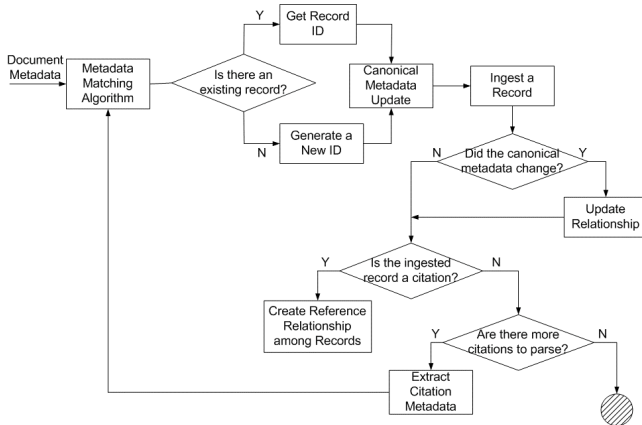 Document
Metadata
Metadata
Matching
Algorithm
Is there an
existing record?
Y
Get Record
ID
N
Generate a
New ID
Canonical
Metadata
Update
Ingest a
Record
Did the canonical
metadata change?
N
Y
Update
Relationship
Is the ingested
record a citation?
Y
N
Create Reference
Relationship
among Records
Are there more
citations to parse?
Y
N
Extract
Citation
Metadata